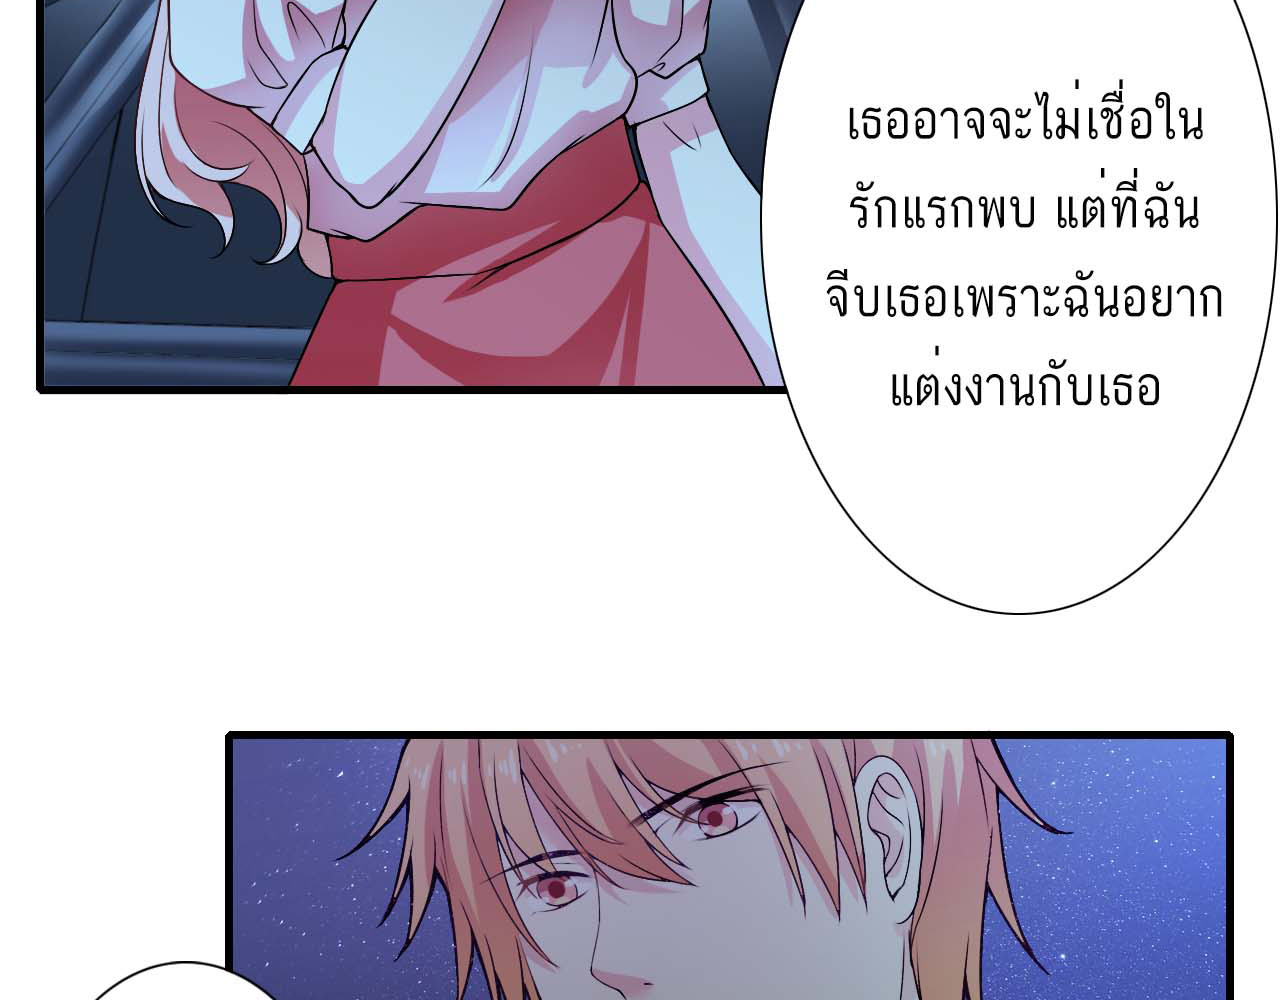 เธออาจจะไม่เชื่อใน
รักแรกพบ แต่ที่ฉัน
จีบเธอเพราะฉันอยาก
แต่งงานกับเธอ